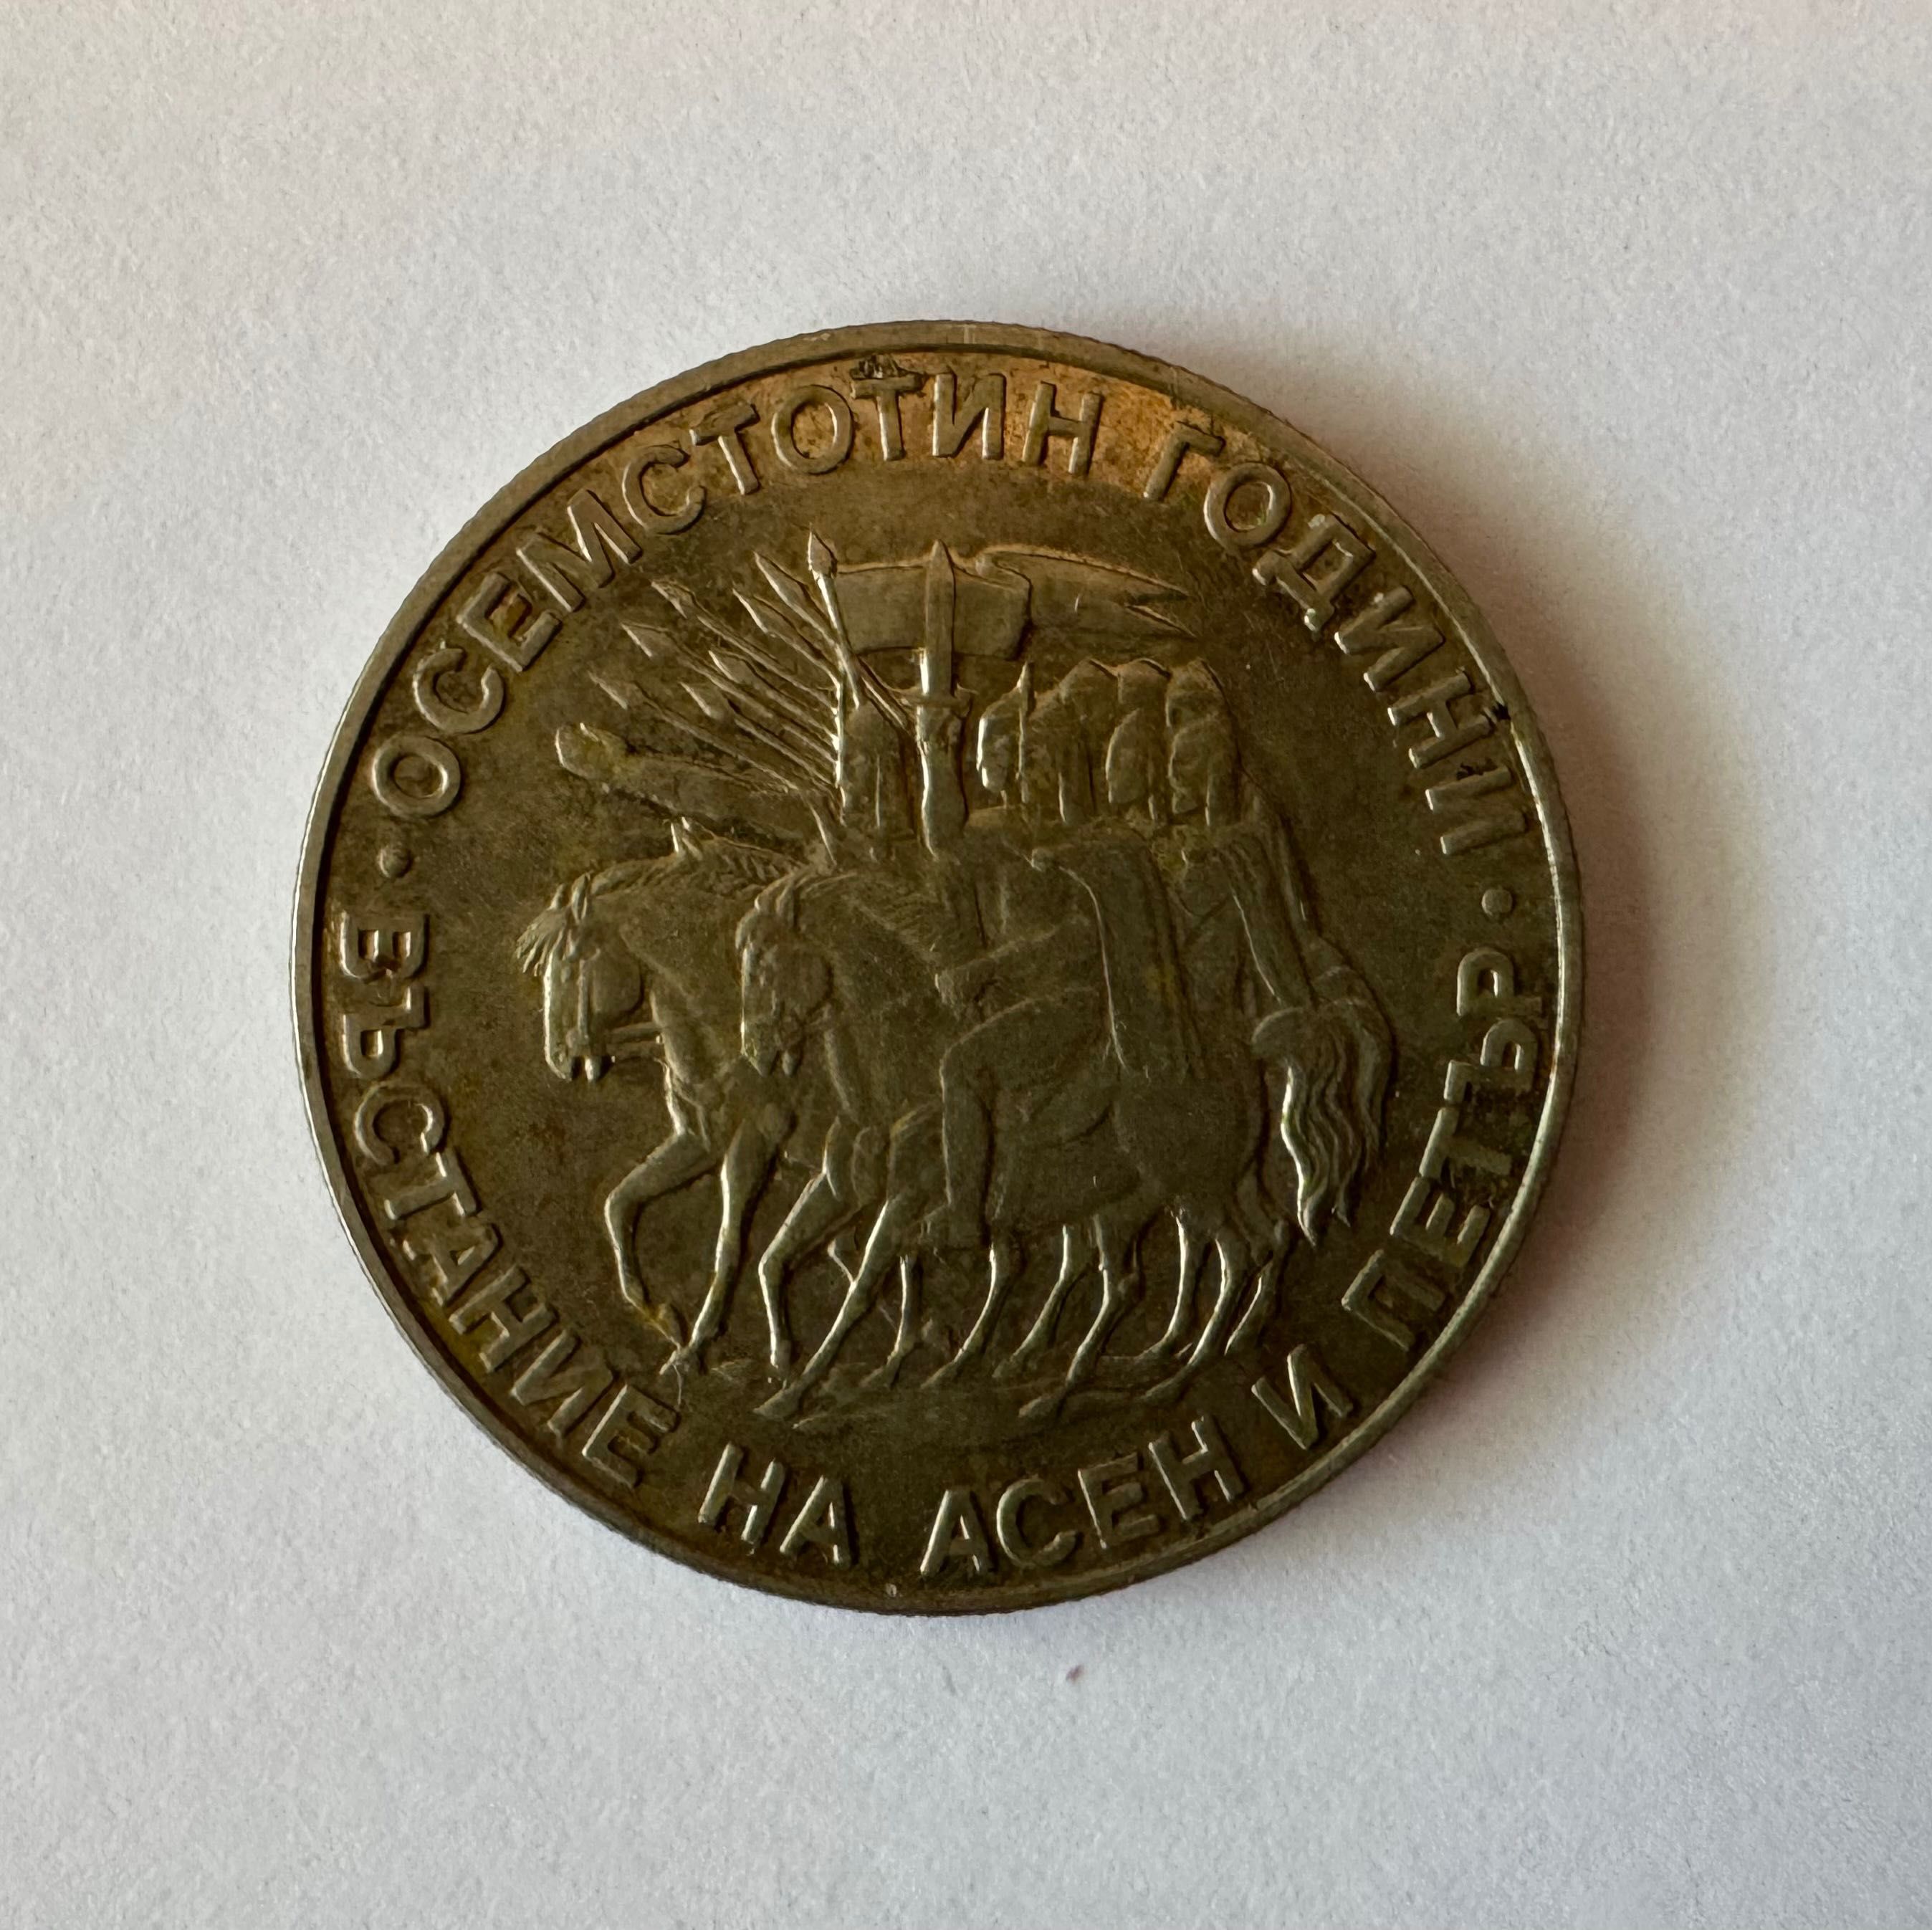 ОСЕМСТОТИН ГОДИНИ
ВЪСТАНИЕ НА АСЕН И ПЕТЪР